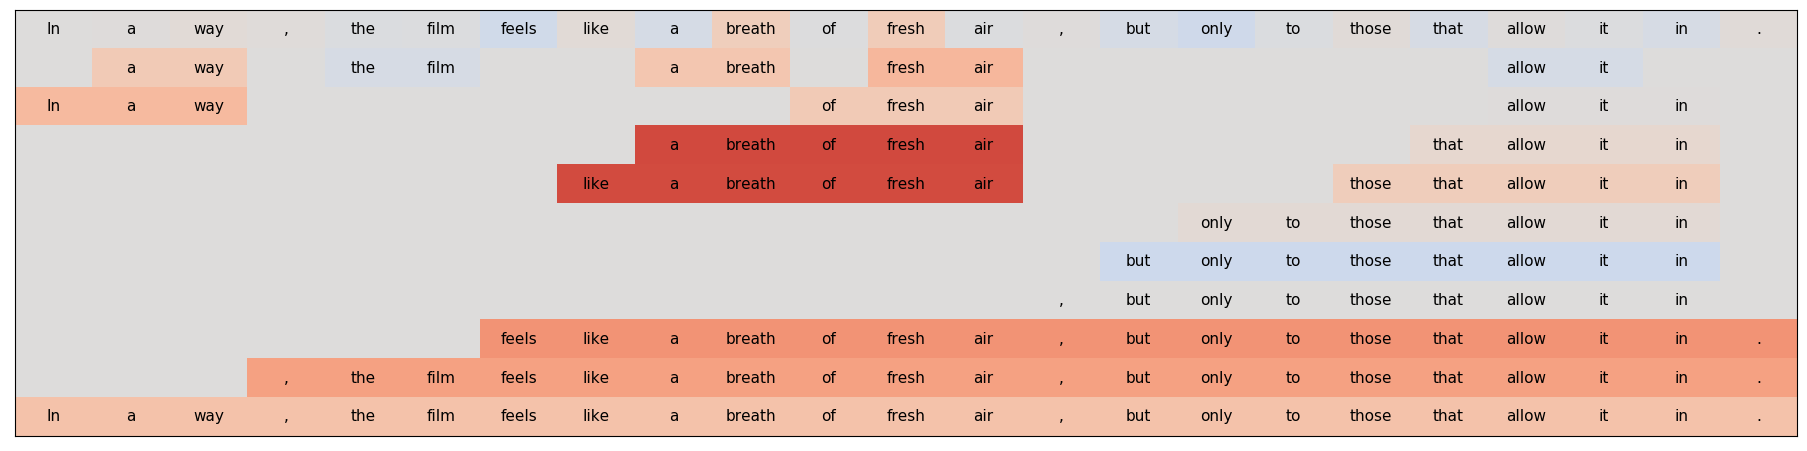 In a way , the film feels like a breath of fresh air , but only to those that allow it in .
a way the film a breath fresh air allow it
In a way of fresh air allow it in
a breath of fresh air that allow it in
like a breath of fresh air those that allow it in
only to those that allow it in
but only to those that allow it in
, but only to those that allow it in
feels like a breath of fresh air , but only to those that allow it in .
, the film feels like a breath of fresh air , but only to those that allow it in .
In a way , the film feels like a breath of fresh air , but only to those that allow it in .